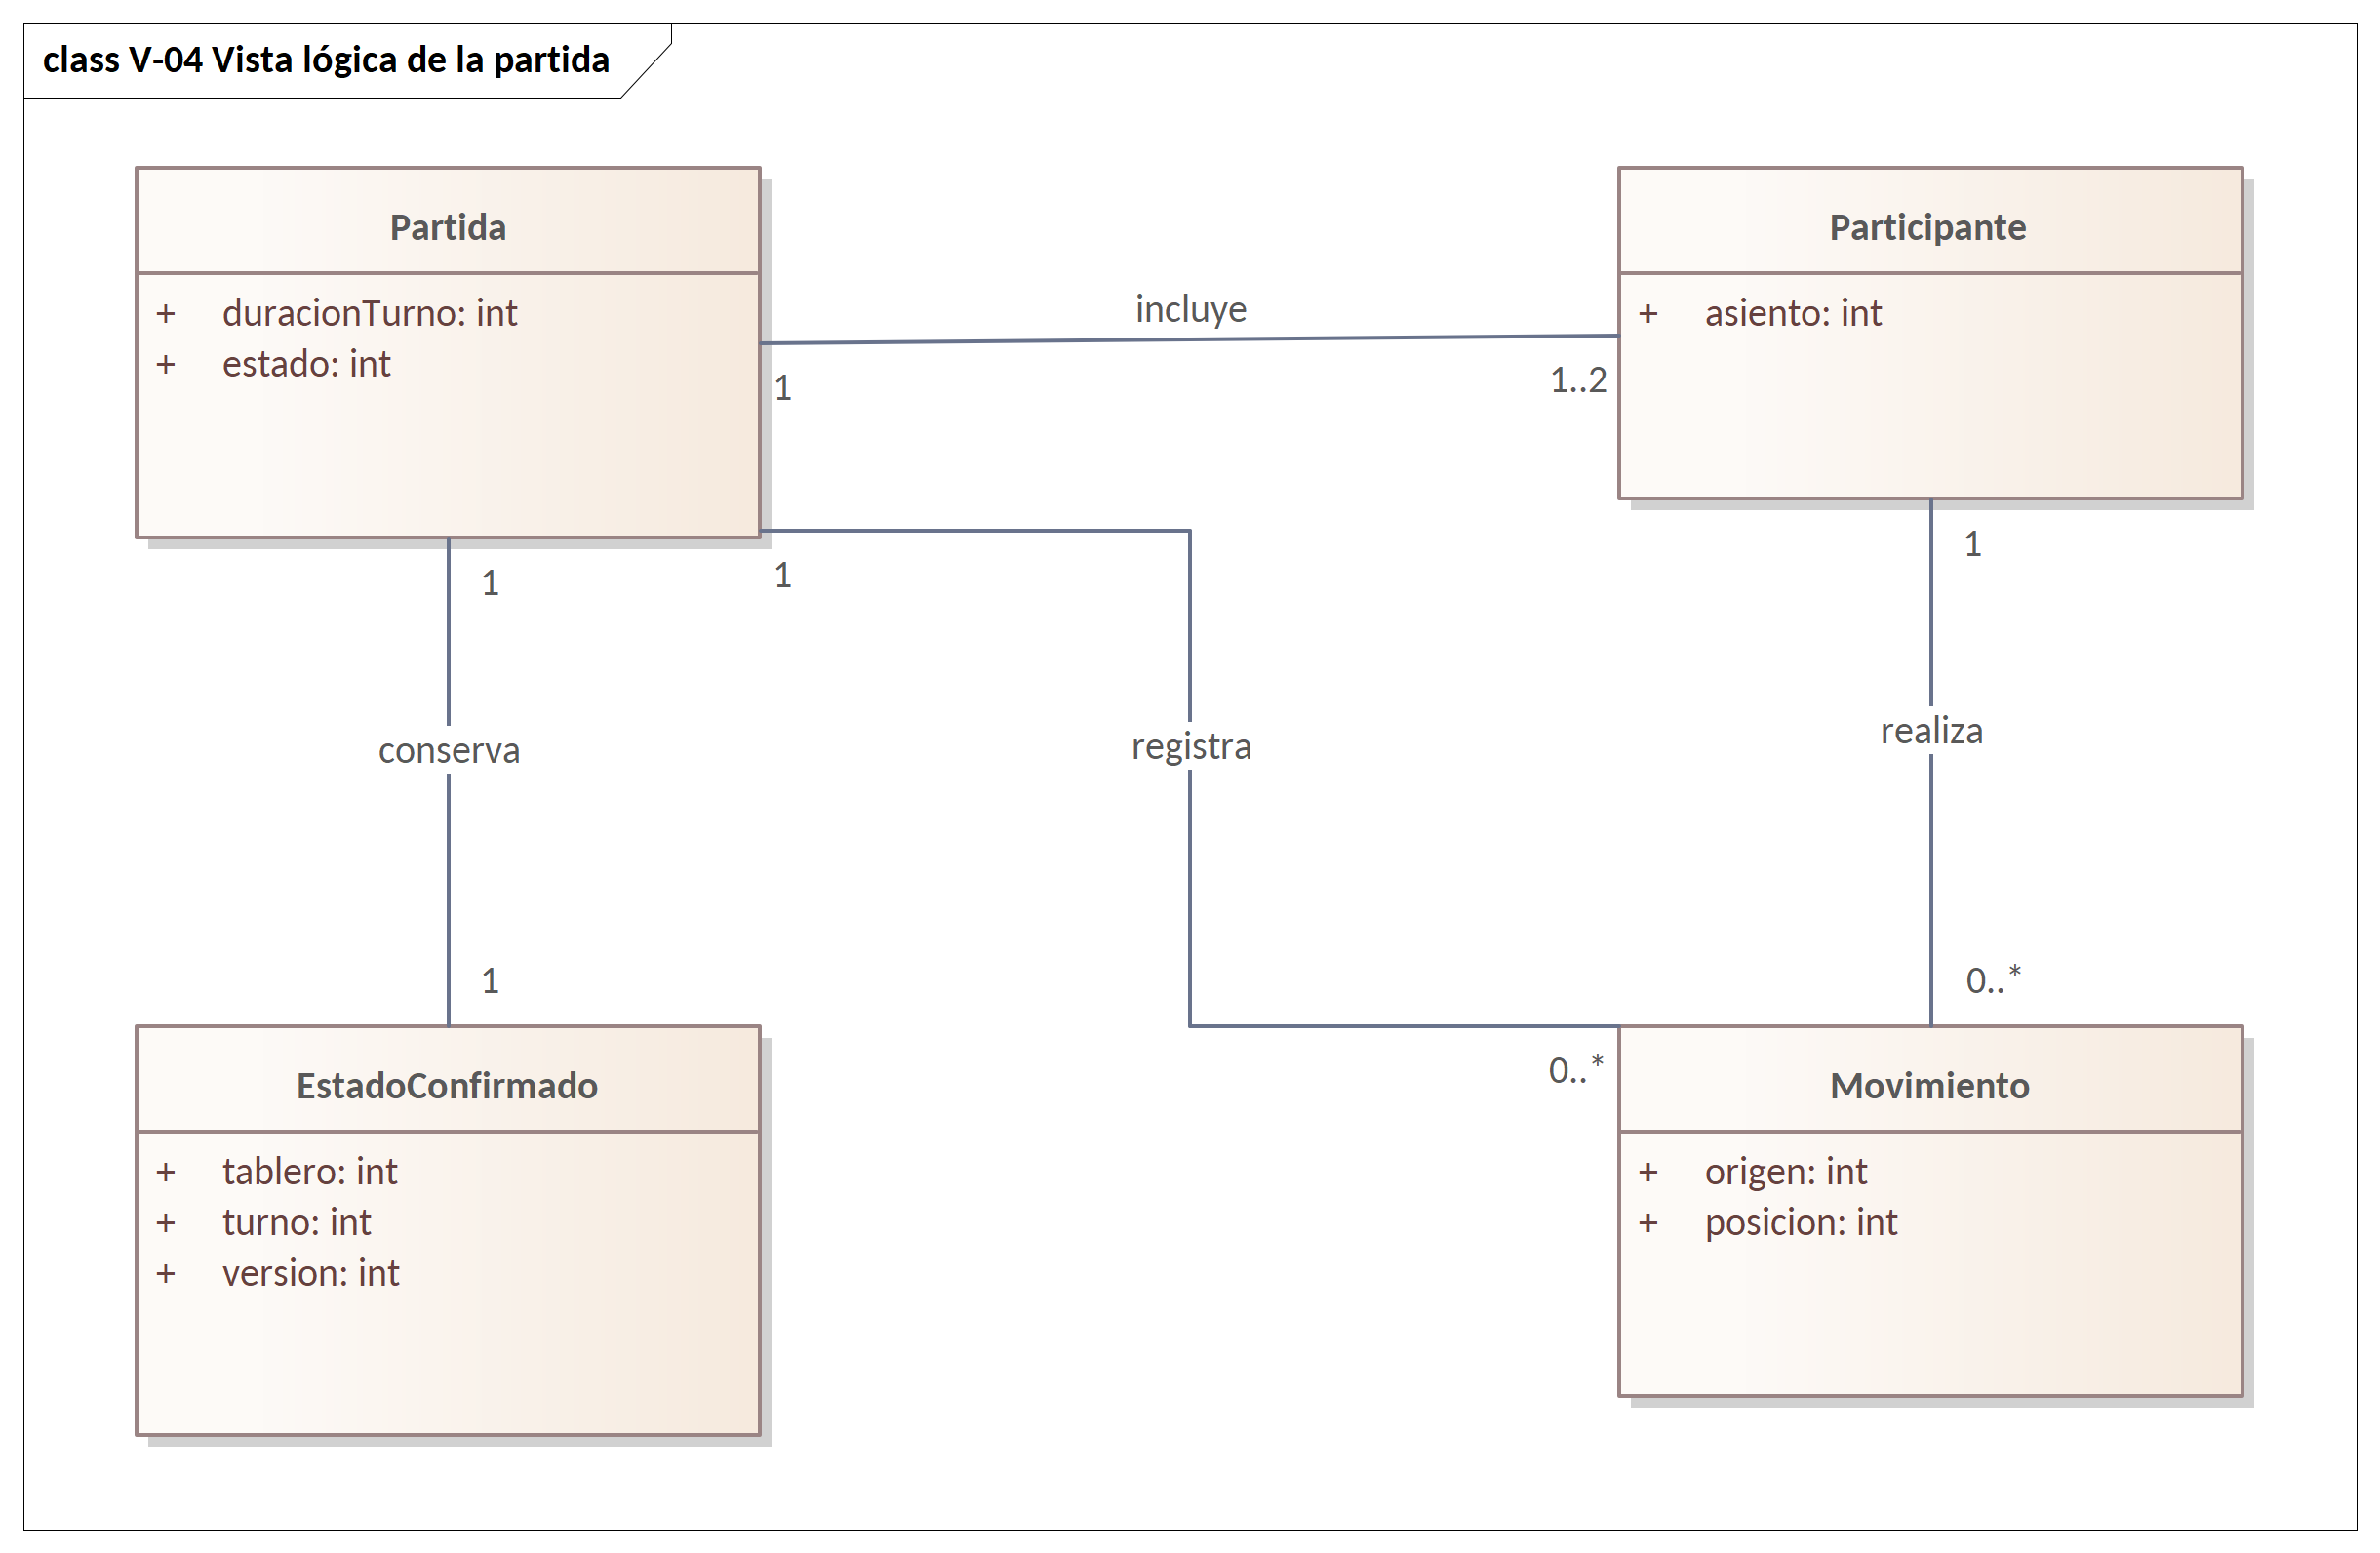 class V-04 Vista lógica de la partida
Partida
+ duracionTurno: int
+ estado: int
Participante
+ asiento: int
incluye
1
1..2
1
1
1
conserva
registra
realiza
1
0..*
0..*
EstadoConfirmado
+ tablero: int
+ turno: int
+ version: int
Movimiento
+ origen: int
+ posicion: int